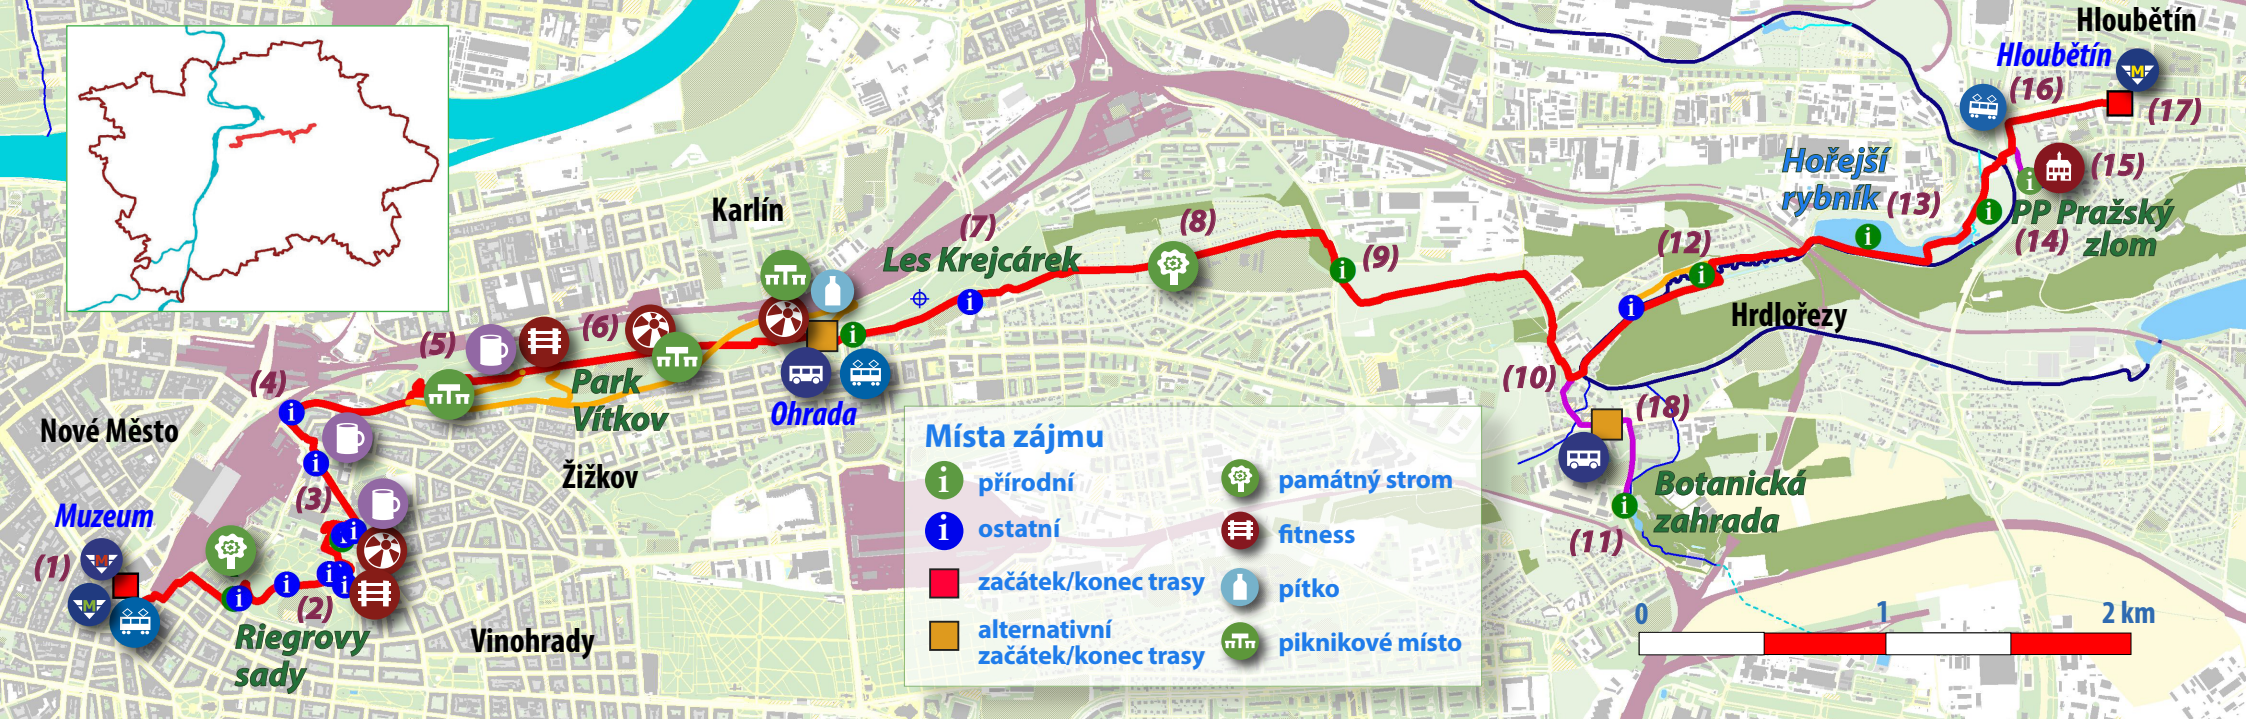 Hloubětín
Hloubětín
M
(16)
(17)
Hořejší
rybník
(13)
(15)
PP Pražský
zlom
(14)
Karlín
(7)
Les Krejcárek
(8)
(9)
(12)
Hrdlořezy
(5)
(6)
(4)
Park
Vítkov
Ohrada
(10)
(18)
Nové Město
Žižkov
(3)
Muzeum
(1)
M
M
(2)
Riegrovy
sady
Vinohrady
Botanická
zahrada
(11)
Místa zájmu
i přírodní
i ostatní
začátek/konec trasy
alternativní
začátek/konec trasy
památný strom
fitness
pítko
piknikové místo
0 1 2 km